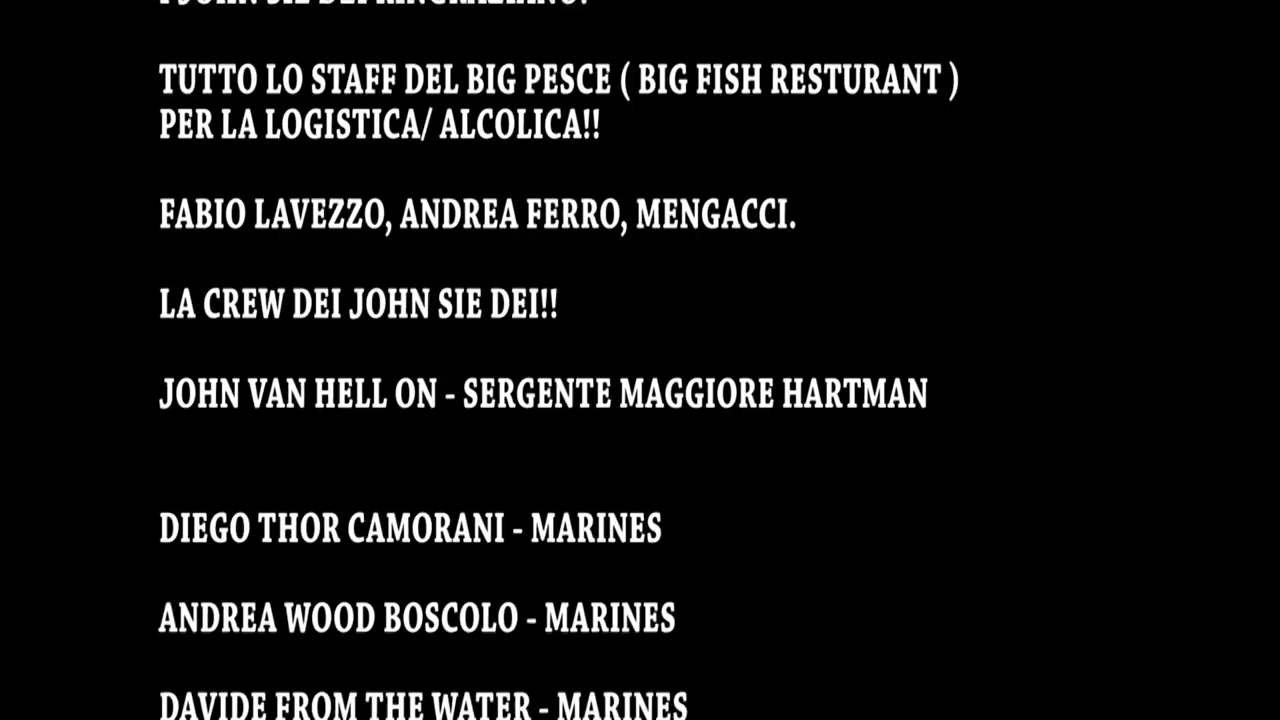 I JOHN SIE DEI RINGRAZIANO:
TUTTO LO STAFF DEL BIG PESCE ( BIG FISH RESTURANT )
PER LA LOGISTICA/ ALCOLICA!!
FABIO LAVEZZO, ANDREA FERRO, MENGACCI.
LA CREW DEI JOHN SIE DEI!!
JOHN VAN HELL ON - SERGENTE MAGGIORE HARTMAN
DIEGO THOR CAMORANI - MARINES
ANDREA WOOD BOSCOLO - MARINES
DAVIDE FROM THE WATER - MARINES